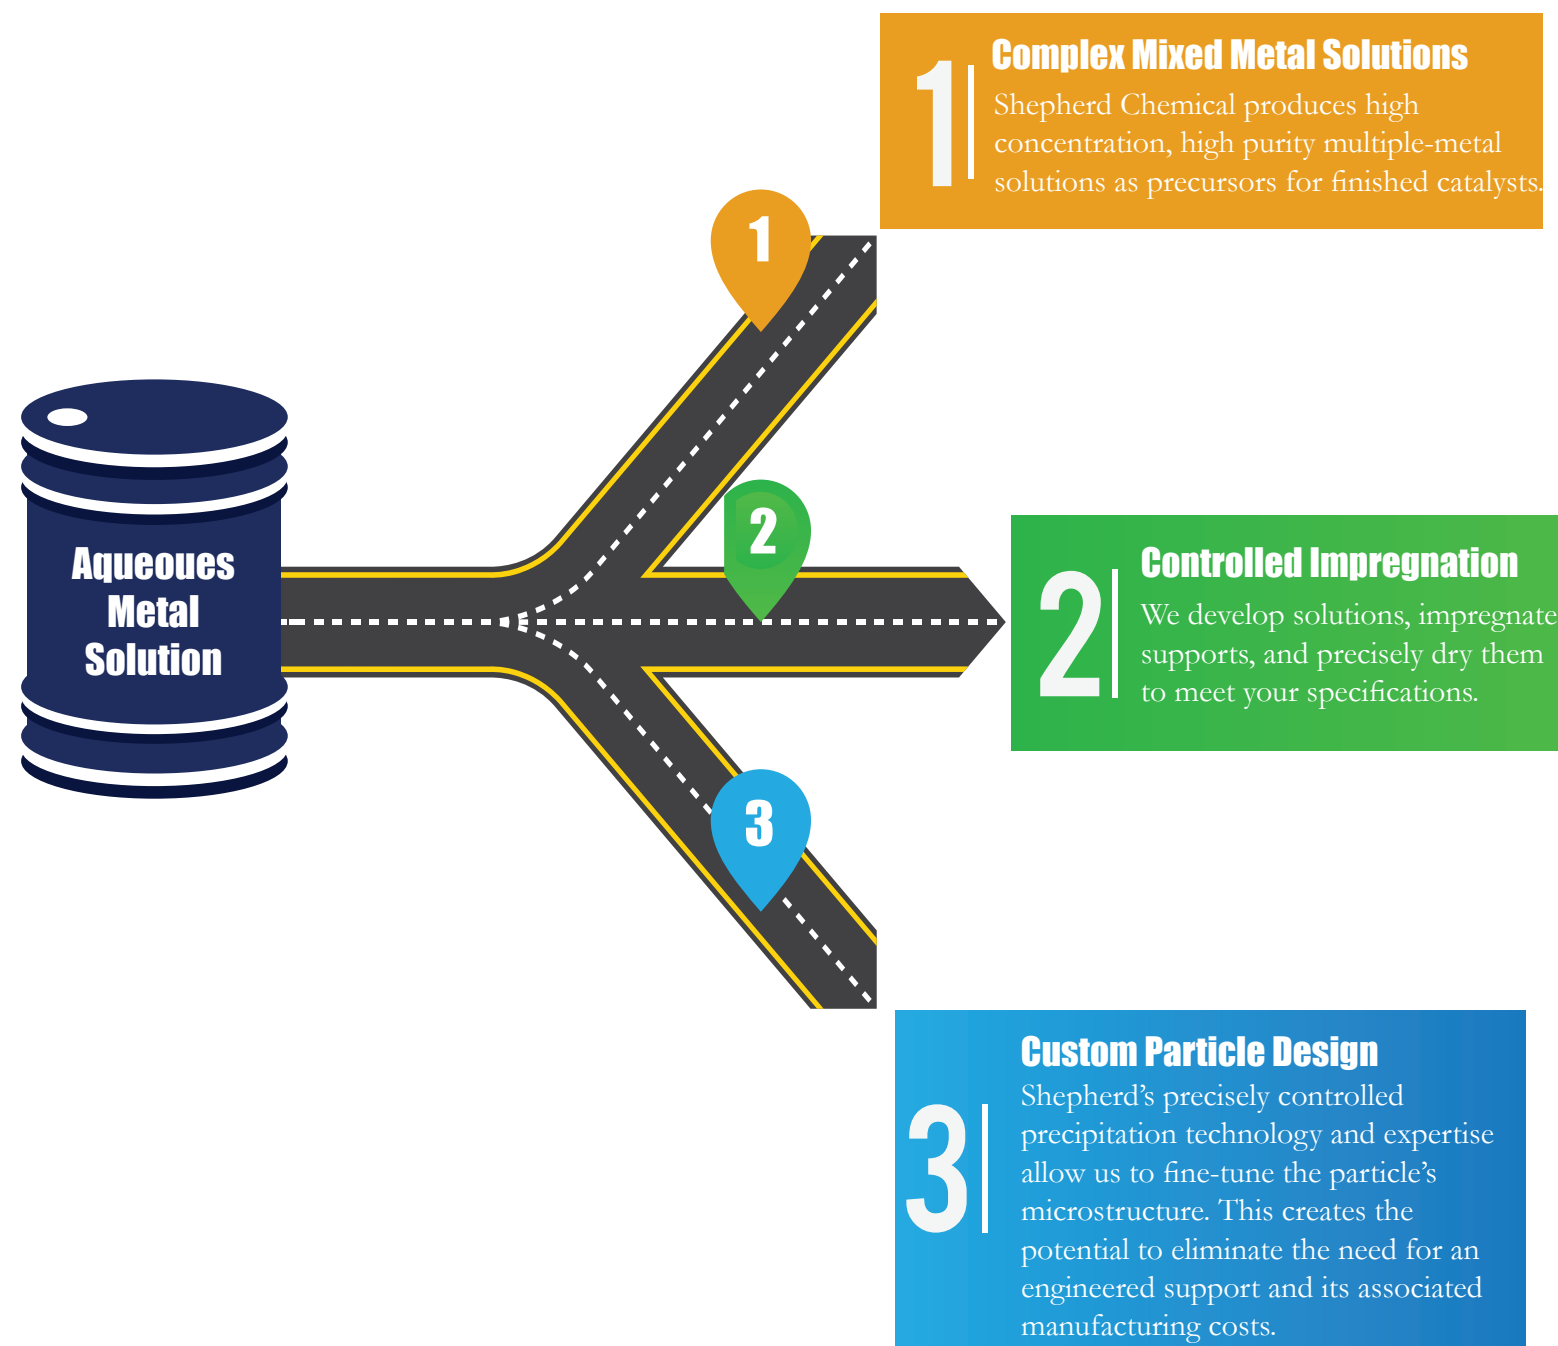 Aqueoues
Metal
Solution
1
2
3
1
Complex Mixed Metal Solutions
Shepherd Chemical produces high
concentration, high purity multiple-metal
solutions as precursors for finished catalysts.
2
Controlled Impregnation
We develop solutions, impregnate
supports, and precisely dry them
to meet your specifications.
3
Custom Particle Design
Shepherd’s precisely controlled
precipitation technology and expertise
allow us to fine-tune the particle’s
microstructure. This creates the
potential to eliminate the need for an
engineered support and its associated
manufacturing costs.